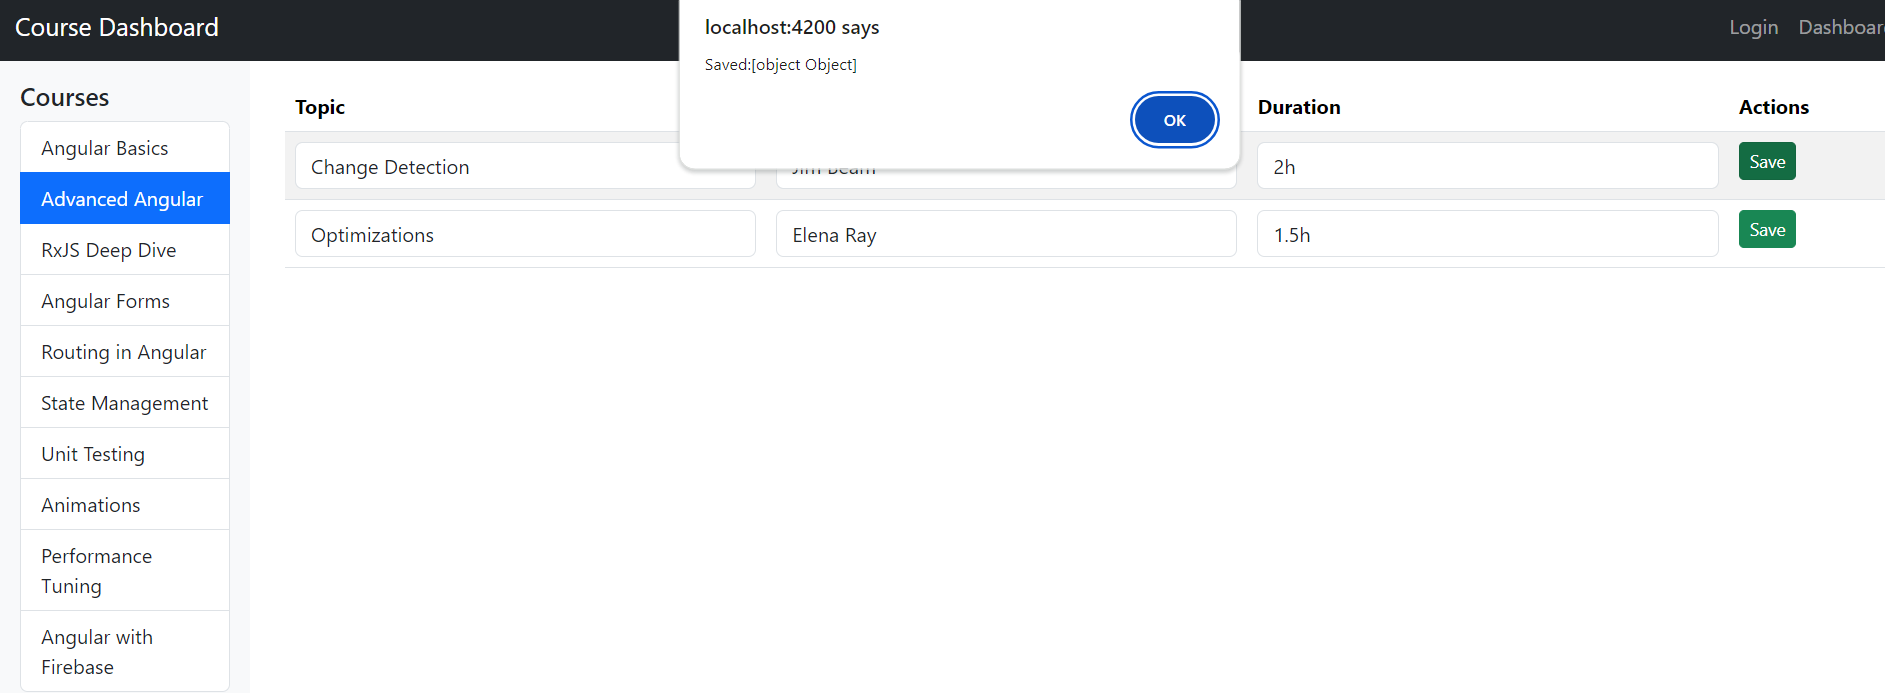 Course Dashboard
Login Dashboar
localhost:4200 says
Saved:[object Object]
OK
Courses
Angular Basics
Advanced Angular
RxJS Deep Dive
Angular Forms
Routing in Angular
State Management
Unit Testing
Animations
Performance
Tuning
Angular with
Firebase
Topic Duration Actions
Change Detection Jim Beam 2h Save
Optimizations Elena Ray 1.5h Save